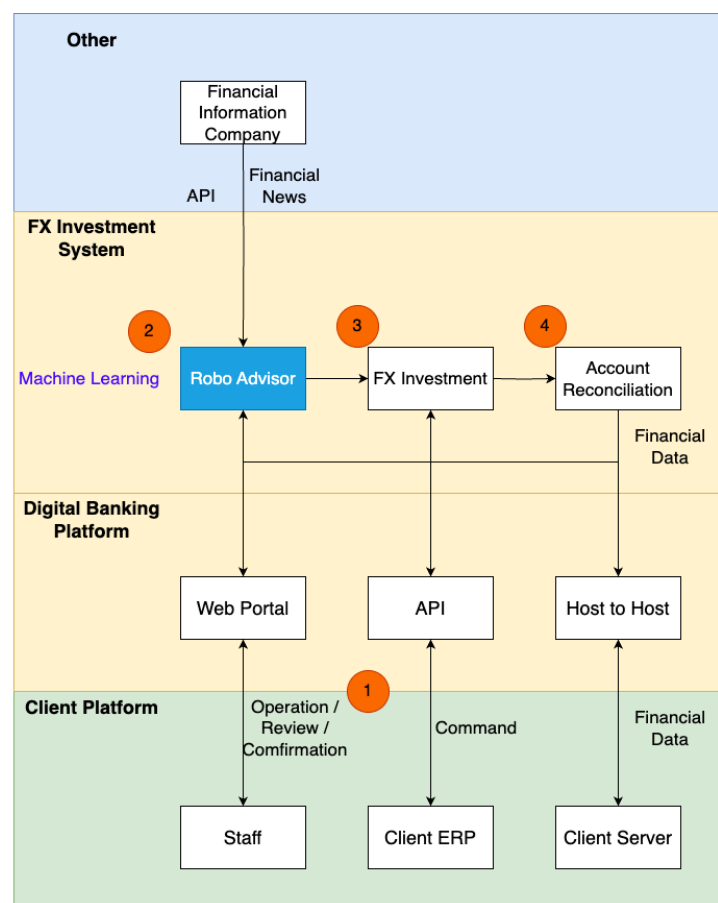 Other
Financial
Information
Company
API
Financial
News
FX Investment
System
2
3
4
Machine Learning
Robo Advisor
FX Investment
Account
Reconciliation
Financial
Data
Digital Banking
Platform
Web Portal
API
Host to Host
1
Client Platform
Operation /
Review /
Comfirmation
Command
Financial
Data
Staff
Client ERP
Client Server